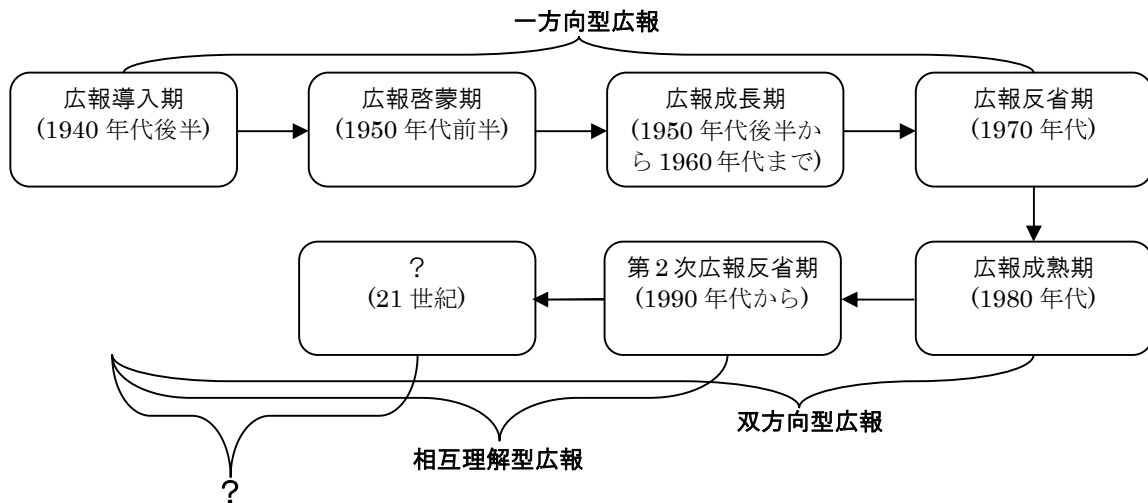 一方向型広報
広報導入期
(1940 年代後半)
広報啓蒙期
(1950 年代前半)
広報成長期
(1950 年代後半か
ら 1960 年代まで)
広報反省期
(1970 年代)
？
(21 世紀)
第２次広報反省期
(1990 年代から)
広報成熟期
(1980 年代)
双方向型広報
相互理解型広報
？